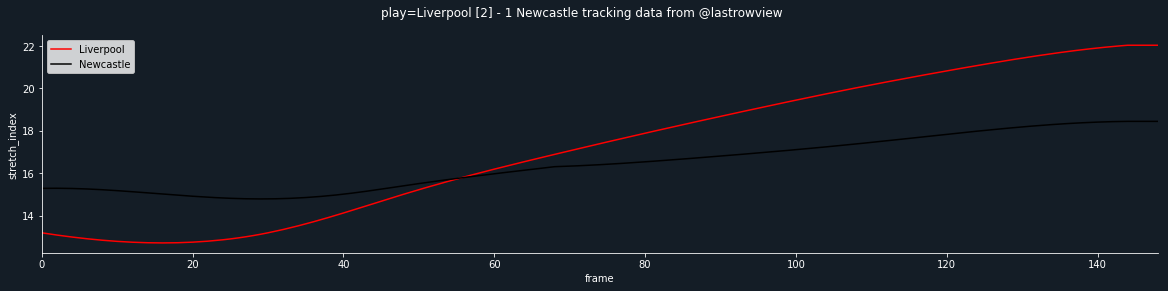 play=Liverpool [2] - 1 Newcastle tracking data from @lastrowview
Liverpool
Newcastle
22
20
18
16
14
stretch_index
0 20 40 60 80 100 120 140
frame